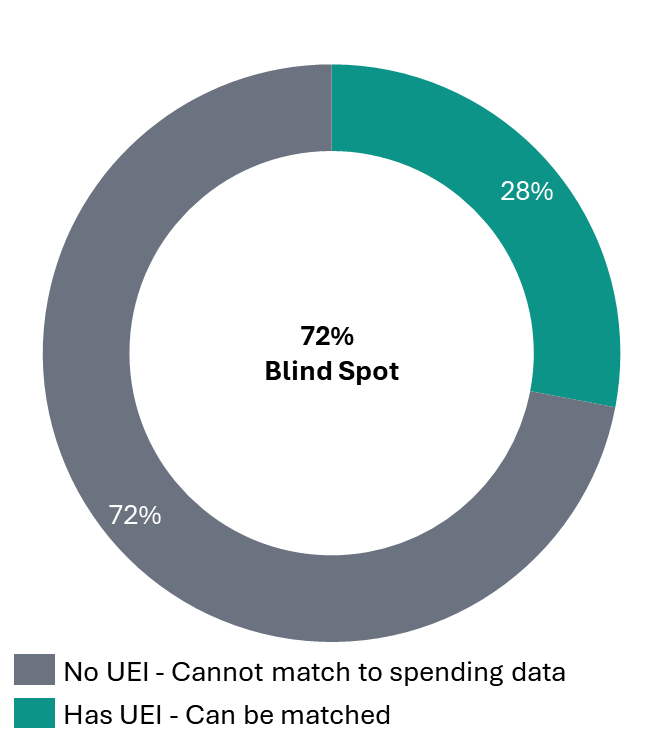 28%
72%
Blind Spot
72%
No UEI - Cannot match to spending data
Has UEI - Can be matched